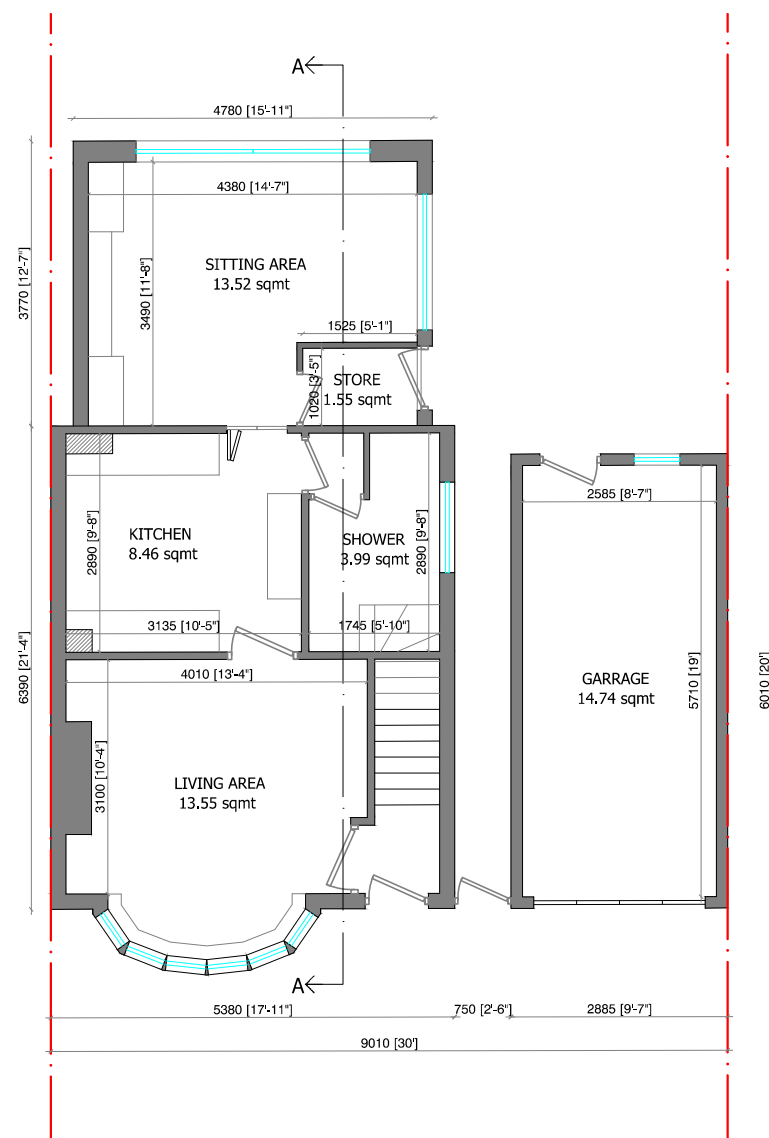 A
4780 [15'-11"]
4380 [14'-7"]
3770 [12'-7"]
3490 [11'-8"]
SITTING AREA
13.52 sqmt
1525 [5'-1"]
1020 [3'-5"]
STORE
1.55 sqmt
2585 [8'-7"]
KITCHEN
8.46 sqmt
2890 [9'-8"]
SHOWER
3.99 sqmt
2890 [9'-8"]
3135 [10'-5"]
1745 [5'-10"]
6390 [21'-4"]
4010 [13'-4"]
GARRAGE
14.74 sqmt
5710 [19']
6010 [20']
3100 [10'-4"]
LIVING AREA
13.55 sqmt
A
5380 [17'-11"]
750 [2'-6"]
2885 [9'-7"]
9010 [30']